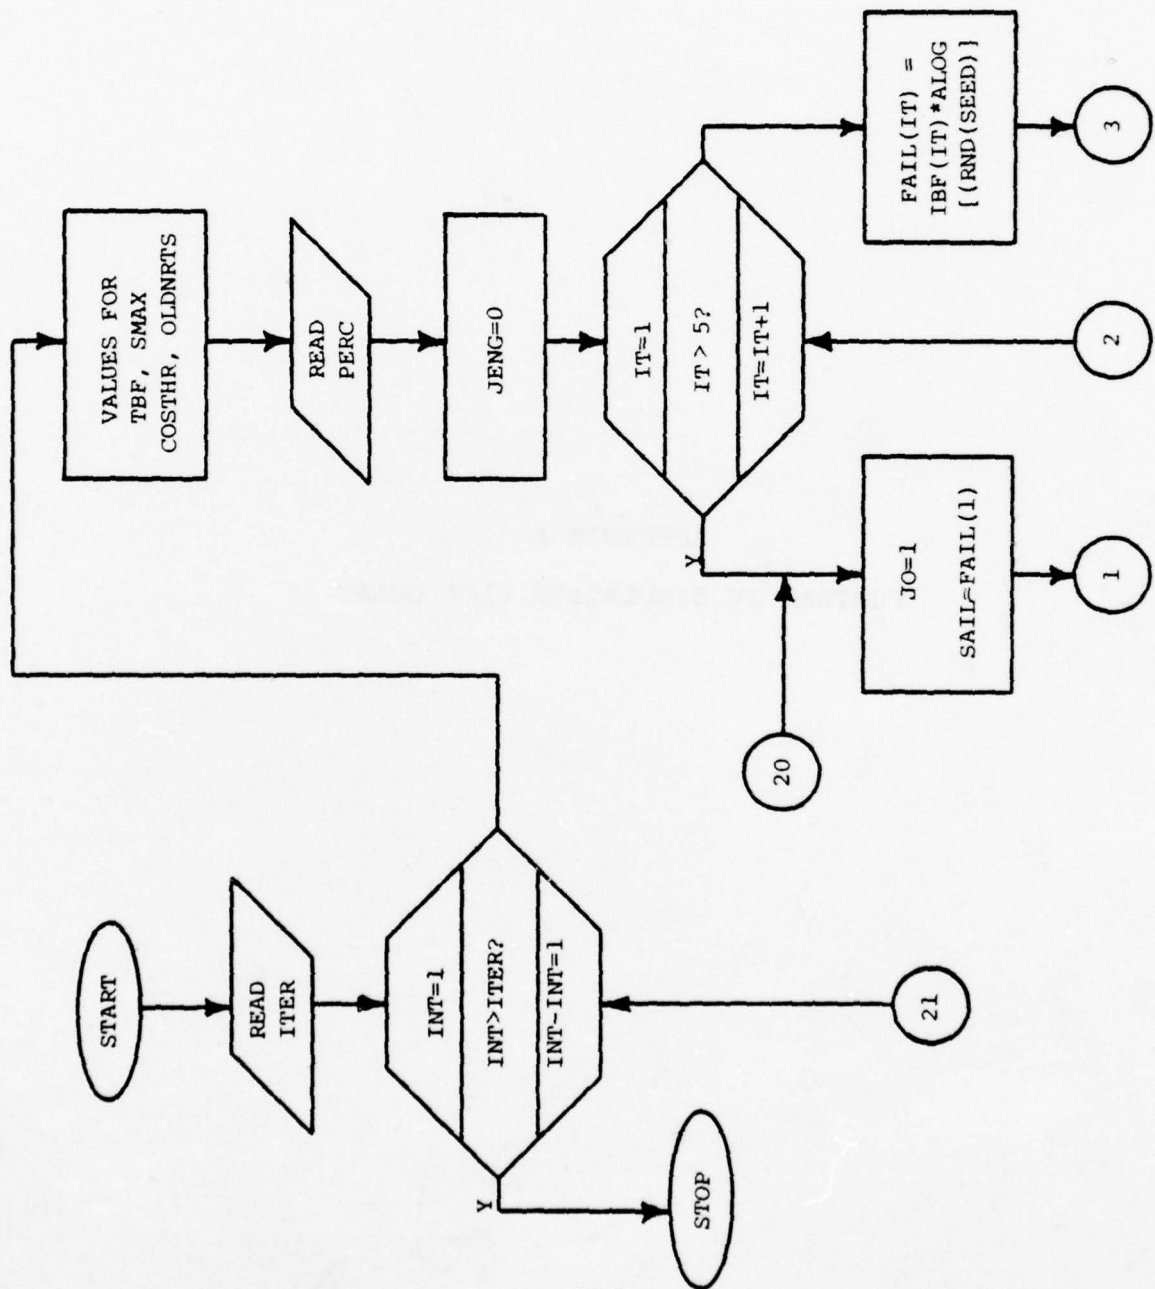 START
READ
ITER
INT=1
INT>ITER?
INT-INT=1
Y
STOP
21
VALUES FOR
TBF, SMAX
COSTHR, OLDNRTS
READ
PERC
JENG=0
IT=1
IT > 5?
IT=IT+1
Y
20
JO=1
SAIL=FAIL(1)
1
2
FAIL(IT) =
IBF(IT)*ALOG
[(RND(SEED)]
3